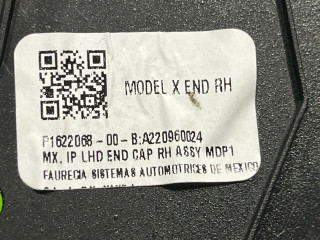 MODEL X END RH
P1622068-00-B:A220960024
MX, IP LHD END CAP RH ASSY MDP1
FAURECIA SISTEMAS AUTOMOTRICES DE MEXICO